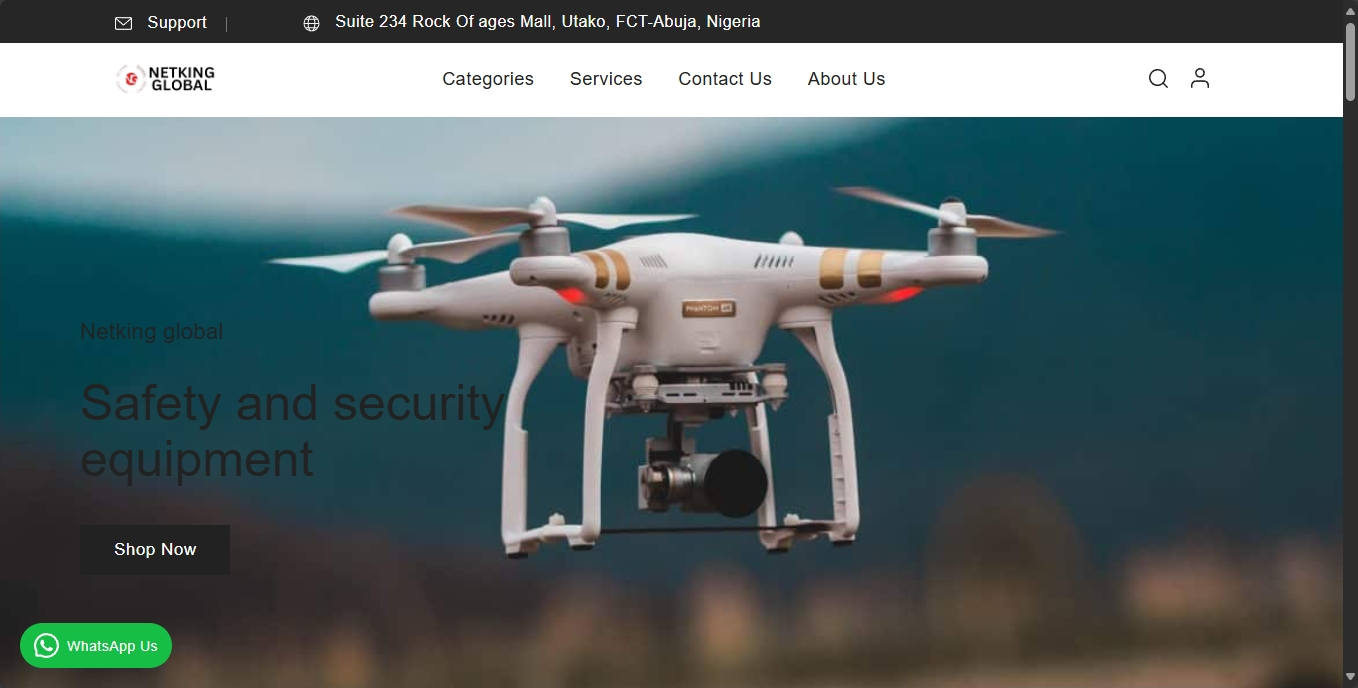 Support
Suite 234 Rock Of ages Mall, Utako, FCT-Abuja, Nigeria
NETKING
GLOBAL
Categories
Services
Contact Us
About Us
PHANTOM
Netking global
Safety and security
equipment
Shop Now
WhatsApp Us